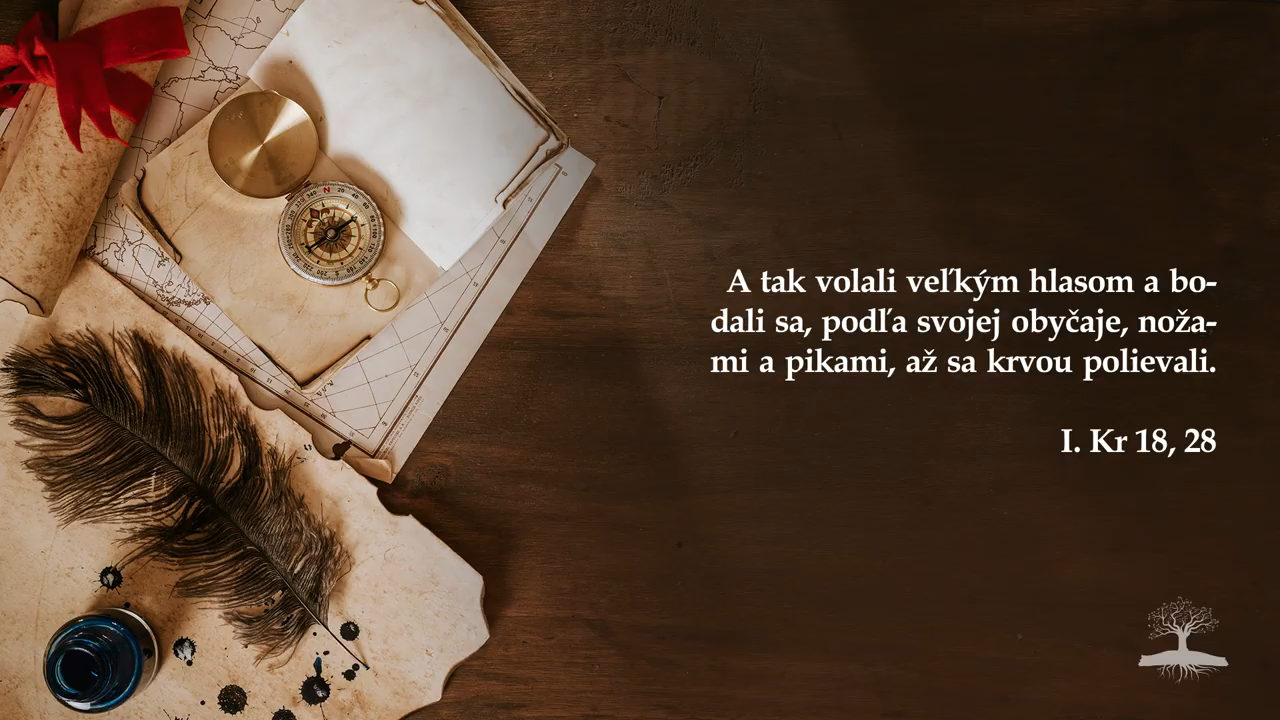 A tak volali veľkým hlasom a bo-
dali sa, podľa svojej obyčaje, noža-
mi a pikami, až sa krvou polievali.
I. Kr 18, 28